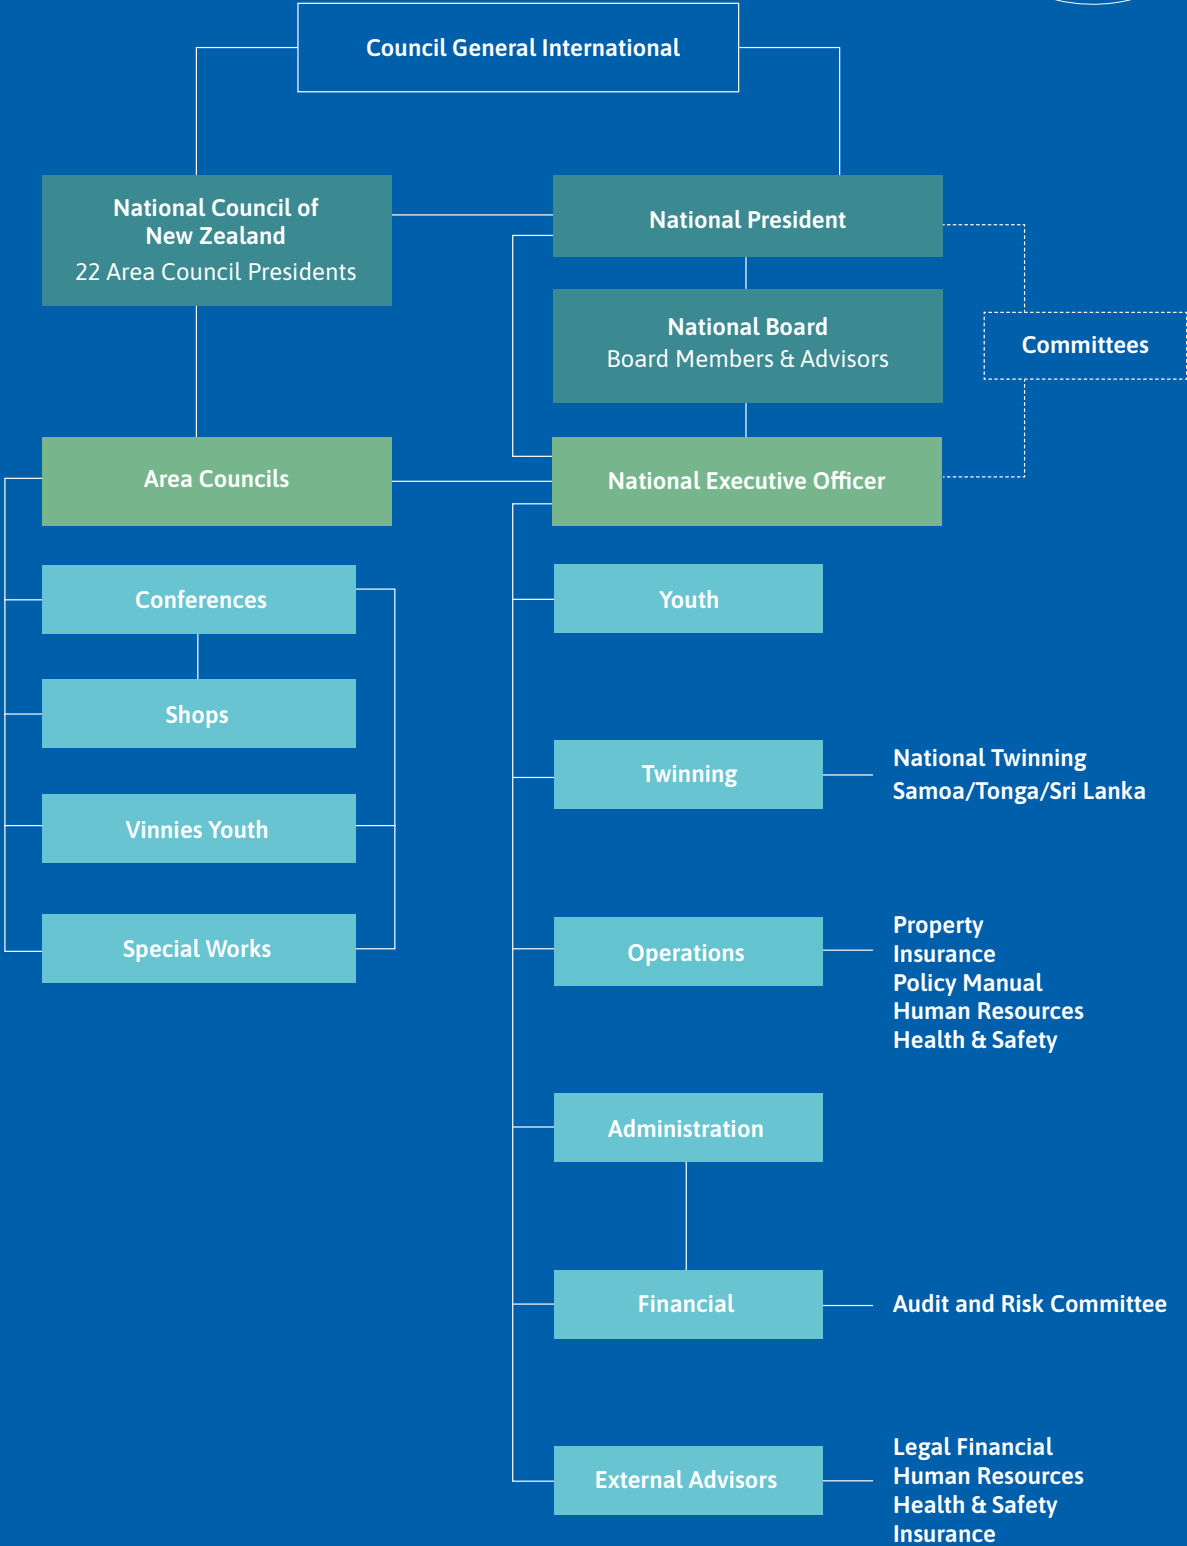 Council General International
National Council of
New Zealand
22 Area Council Presidents
National President
National Board
Board Members & Advisors
Committees
Area Councils
National Executive Officer
Conferences
Shops
Vinnies Youth
Special Works
Youth
Twinning
National Twinning
Samoa/Tonga/Sri Lanka
Operations
Property
Insurance
Policy Manual
Human Resources
Health & Safety
Administration
Financial
Audit and Risk Committee
External Advisors
Legal Financial
Human Resources
Health & Safety
Insurance